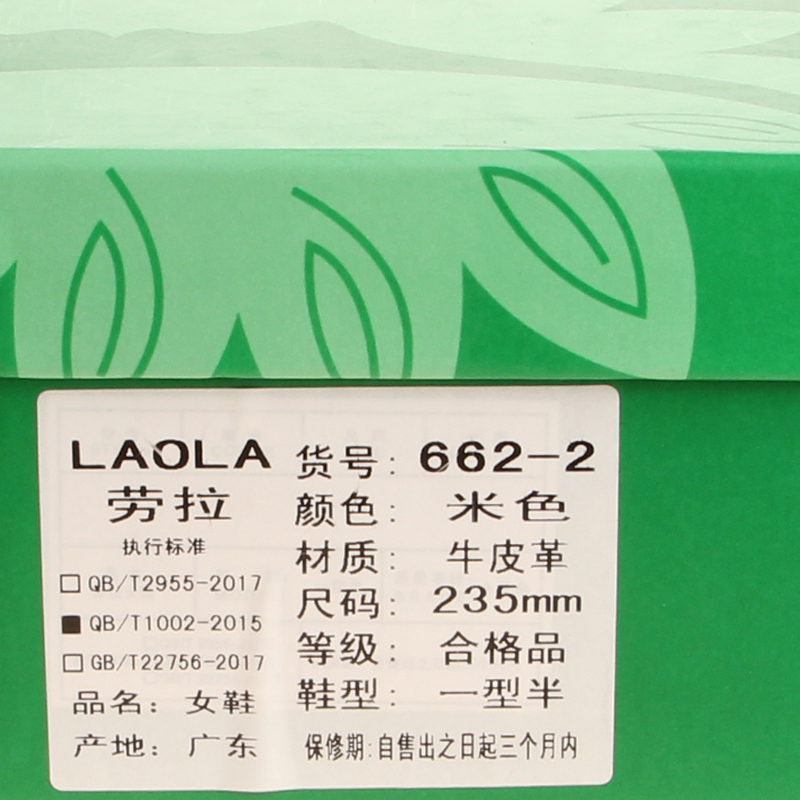 LAOLA
劳拉
执行标准
□QB/T2955-2017
■QB/T1002-2015
□GB/T22756-2017
品名：女鞋
产地：广东
货号：662-2
颜色：米色
材质：牛皮革
尺码：235mm
等级：合格品
鞋型：一型半
保修期:自售出之日起三个月内